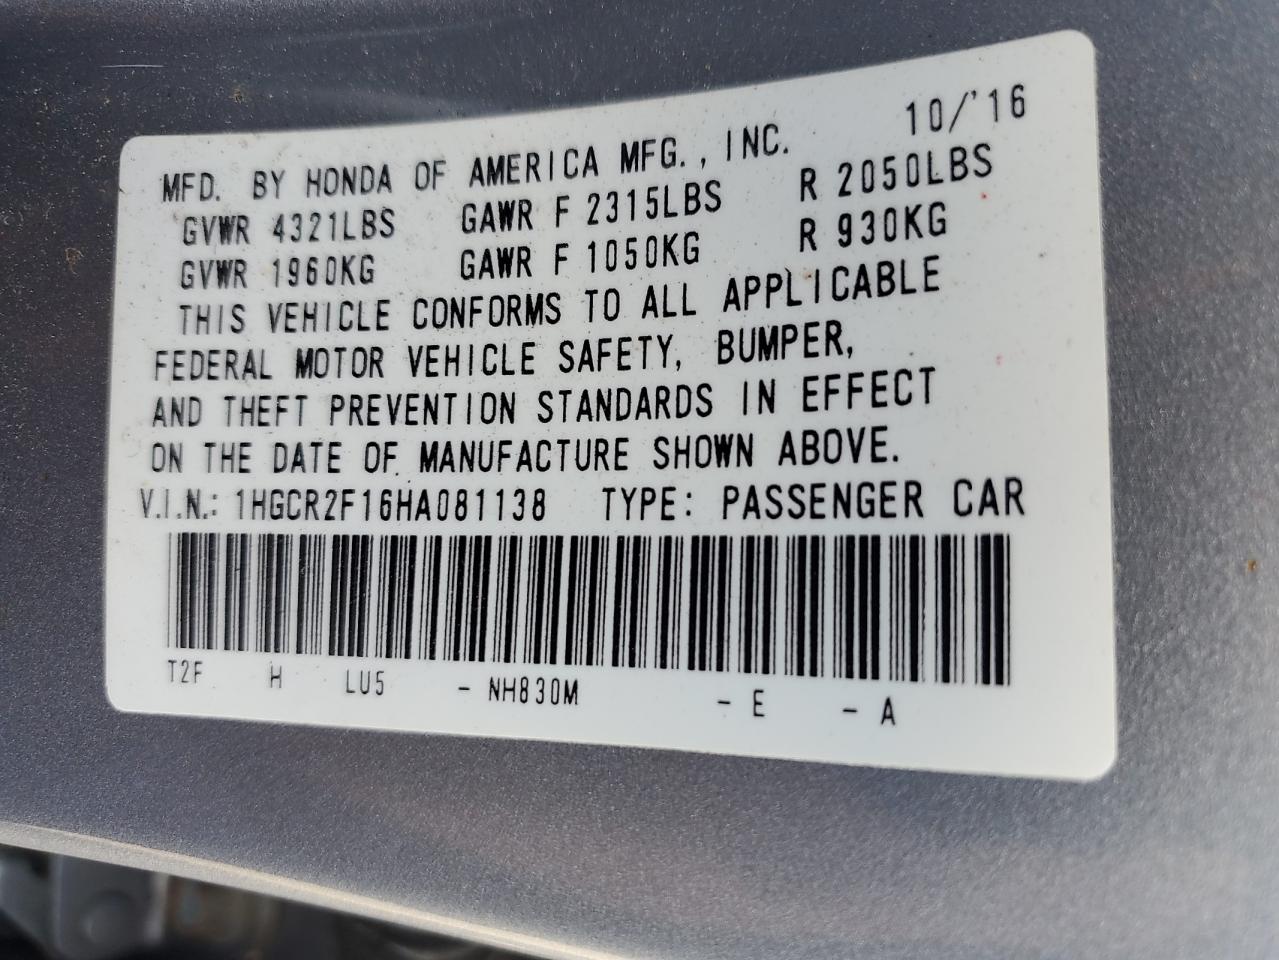 10/'16
MFD. BY HONDA OF AMERICA MFG., INC.
GVWR 4321LBS GAWR F 2315LBS R 2050LBS
GVWR 1960KG GAWR F 1050KG R 930KG
THIS VEHICLE CONFORMS TO ALL APPLICABLE
FEDERAL MOTOR VEHICLE SAFETY, BUMPER,
AND THEFT PREVENTION STANDARDS IN EFFECT
ON THE DATE OF MANUFACTURE SHOWN ABOVE.
V.I.N.: 1HGCR2F16HA081138 TYPE: PASSENGER CAR
T2F H LU5 - NH830M - E - A